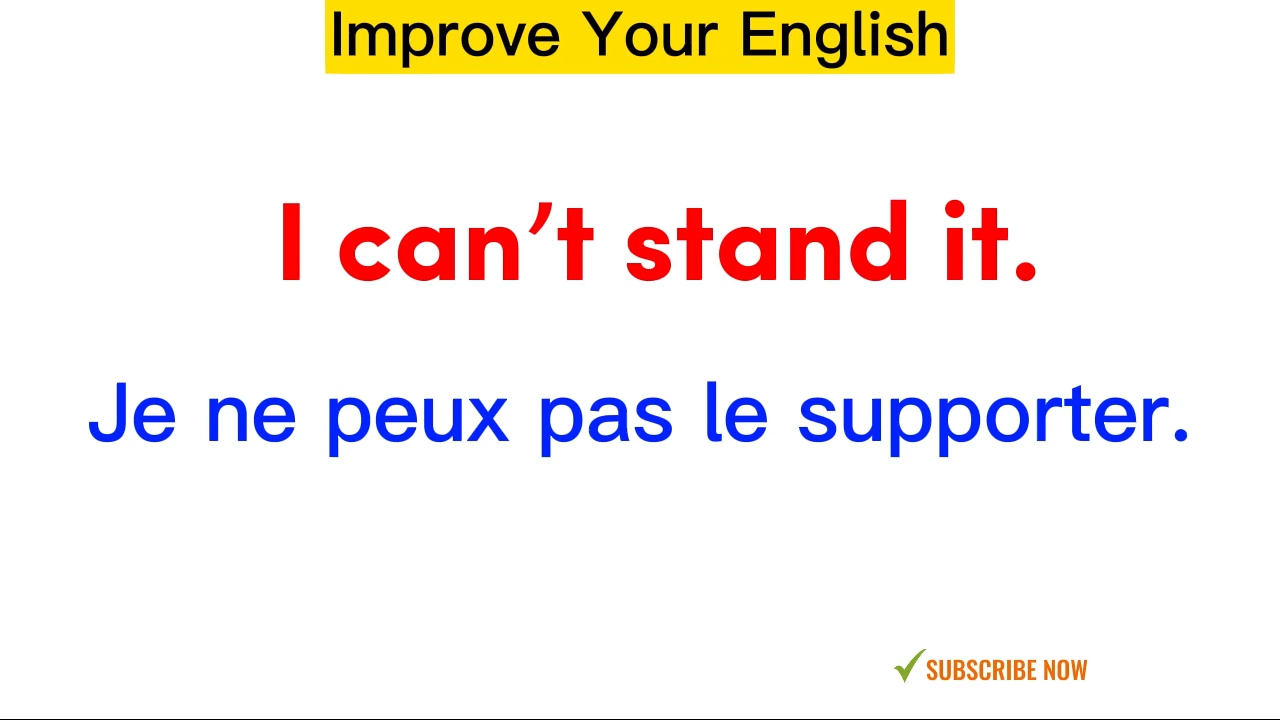 Improve Your English
I can’t stand it.
Je ne peux pas le supporter.
SUBSCRIBE NOW